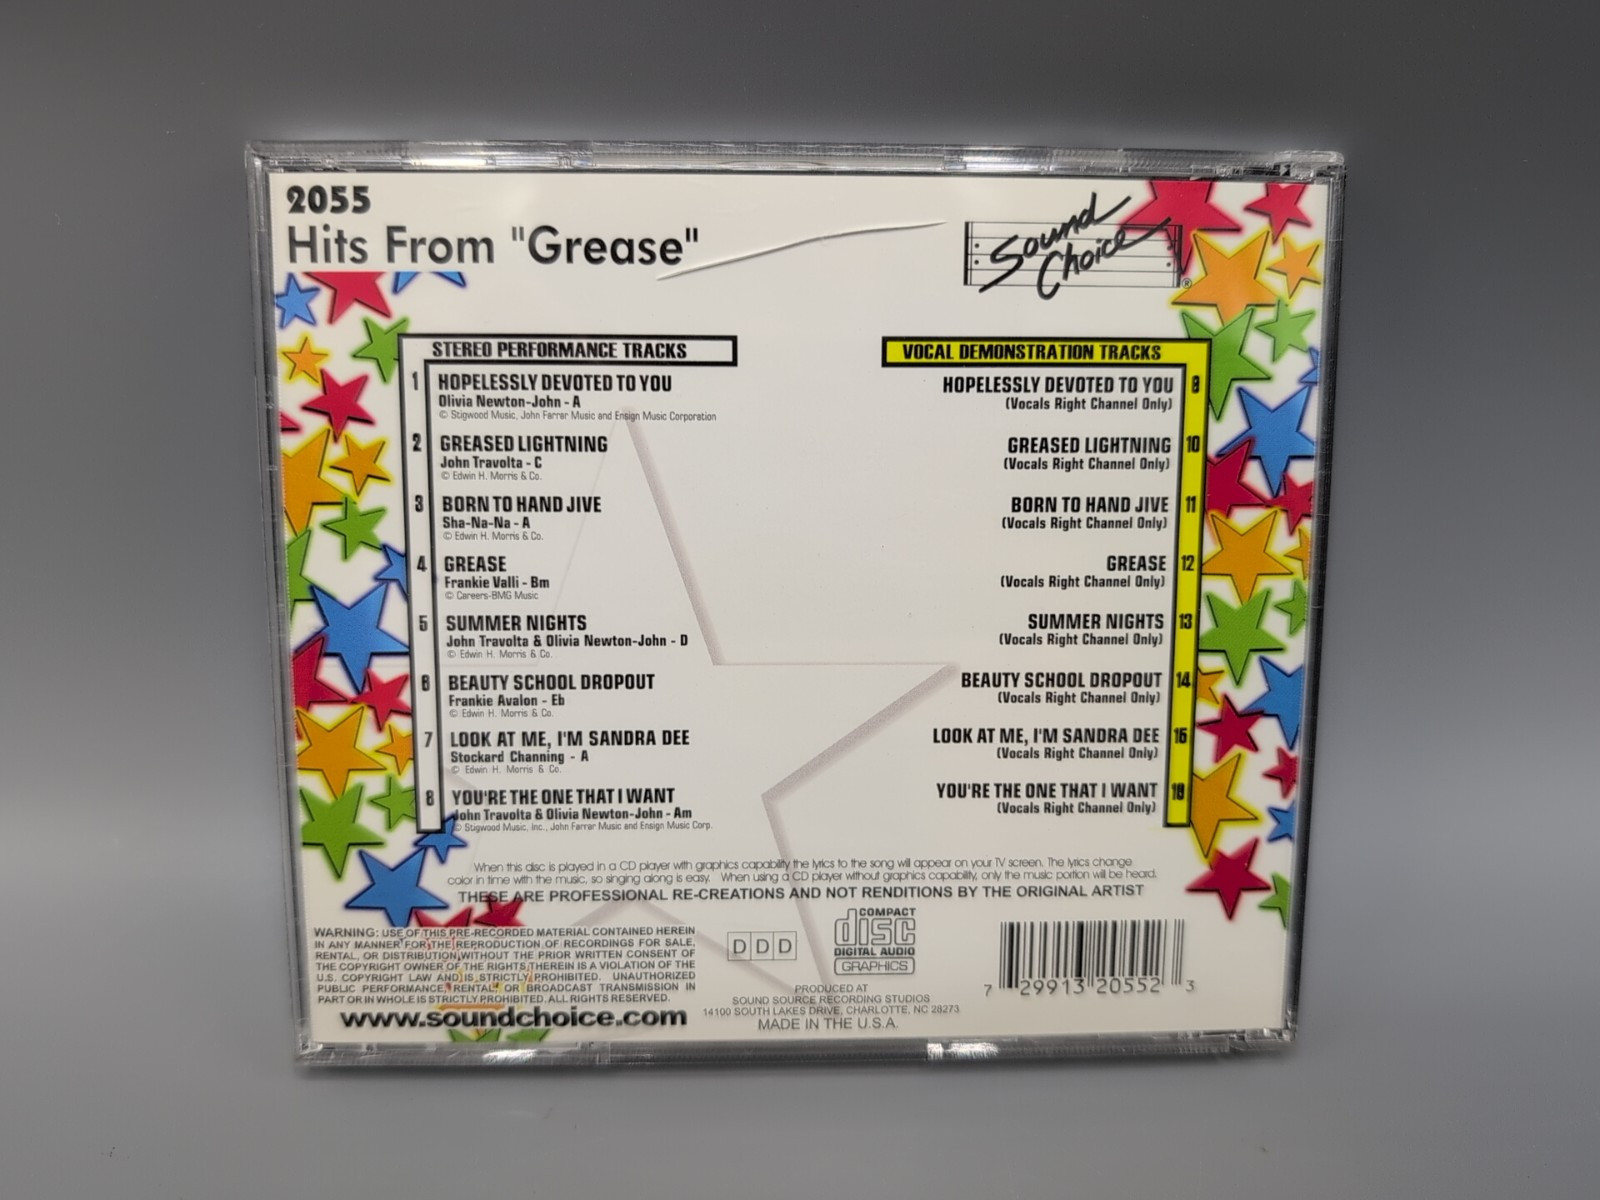 2055
Hits From "Grease"
Sound
Choice
®
STEREO PERFORMANCE TRACKS
1 HOPELESSLY DEVOTED TO YOU
Olivia Newton-John - A
© Stigwood Music, John Farrar Music and Ensign Music Corporation
2 GREASED LIGHTNING
John Travolta - C
© Edwin H. Morris & Co.
3 BORN TO HAND JIVE
Sha-Na-Na - A
© Edwin H. Morris & Co.
4 GREASE
Frankie Valli - Bm
© Careers-BMG Music
5 SUMMER NIGHTS
John Travolta & Olivia Newton-John - D
© Edwin H. Morris & Co.
6 BEAUTY SCHOOL DROPOUT
Frankie Avalon - Eb
© Edwin H. Morris & Co.
7 LOOK AT ME, I'M SANDRA DEE
Stockard Channing - A
© Edwin H. Morris & Co.
8 YOU'RE THE ONE THAT I WANT
John Travolta & Olivia Newton-John - Am
© Stigwood Music, Inc., John Farrar Music and Ensign Music Corp.
VOCAL DEMONSTRATION TRACKS
HOPELESSLY DEVOTED TO YOU 9
(Vocals Right Channel Only)
GREASED LIGHTNING 10
(Vocals Right Channel Only)
BORN TO HAND JIVE 11
(Vocals Right Channel Only)
GREASE 12
(Vocals Right Channel Only)
SUMMER NIGHTS 13
(Vocals Right Channel Only)
BEAUTY SCHOOL DROPOUT 14
(Vocals Right Channel Only)
LOOK AT ME, I'M SANDRA DEE 15
(Vocals Right Channel Only)
YOU'RE THE ONE THAT I WANT 16
(Vocals Right Channel Only)
When this disc is played in a CD player with graphics capability the lyrics to the song will appear on your TV screen. The lyrics change
color in time with the music, so singing along is easy. When using a CD player without graphics capability, only the music portion will be heard.
THESE ARE PROFESSIONAL RE-CREATIONS AND NOT RENDITIONS BY THE ORIGINAL ARTIST
WARNING: USE OF THIS PRE-RECORDED MATERIAL CONTAINED HEREIN
IN ANY MANNER FOR THE REPRODUCTION OF RECORDINGS FOR SALE,
RENTAL, OR DISTRIBUTION WITHOUT THE PRIOR WRITTEN CONSENT OF
THE COPYRIGHT OWNER OF THE RIGHTS THEREIN IS A VIOLATION OF THE
U.S. COPYRIGHT LAW AND IS STRICTLY PROHIBITED. UNAUTHORIZED
PUBLIC PERFORMANCE, RENTAL, OR BROADCAST TRANSMISSION IN
PART OR IN WHOLE IS STRICTLY PROHIBITED. ALL RIGHTS RESERVED.
www.soundchoice.com
DDD
COMPACT
disc
DIGITAL AUDIO
GRAPHICS
PRODUCED AT
SOUND SOURCE RECORDING STUDIOS
14100 SOUTH LAKES DRIVE, CHARLOTTE, NC 28273
MADE IN THE U.S.A.
7 29913 20552 3